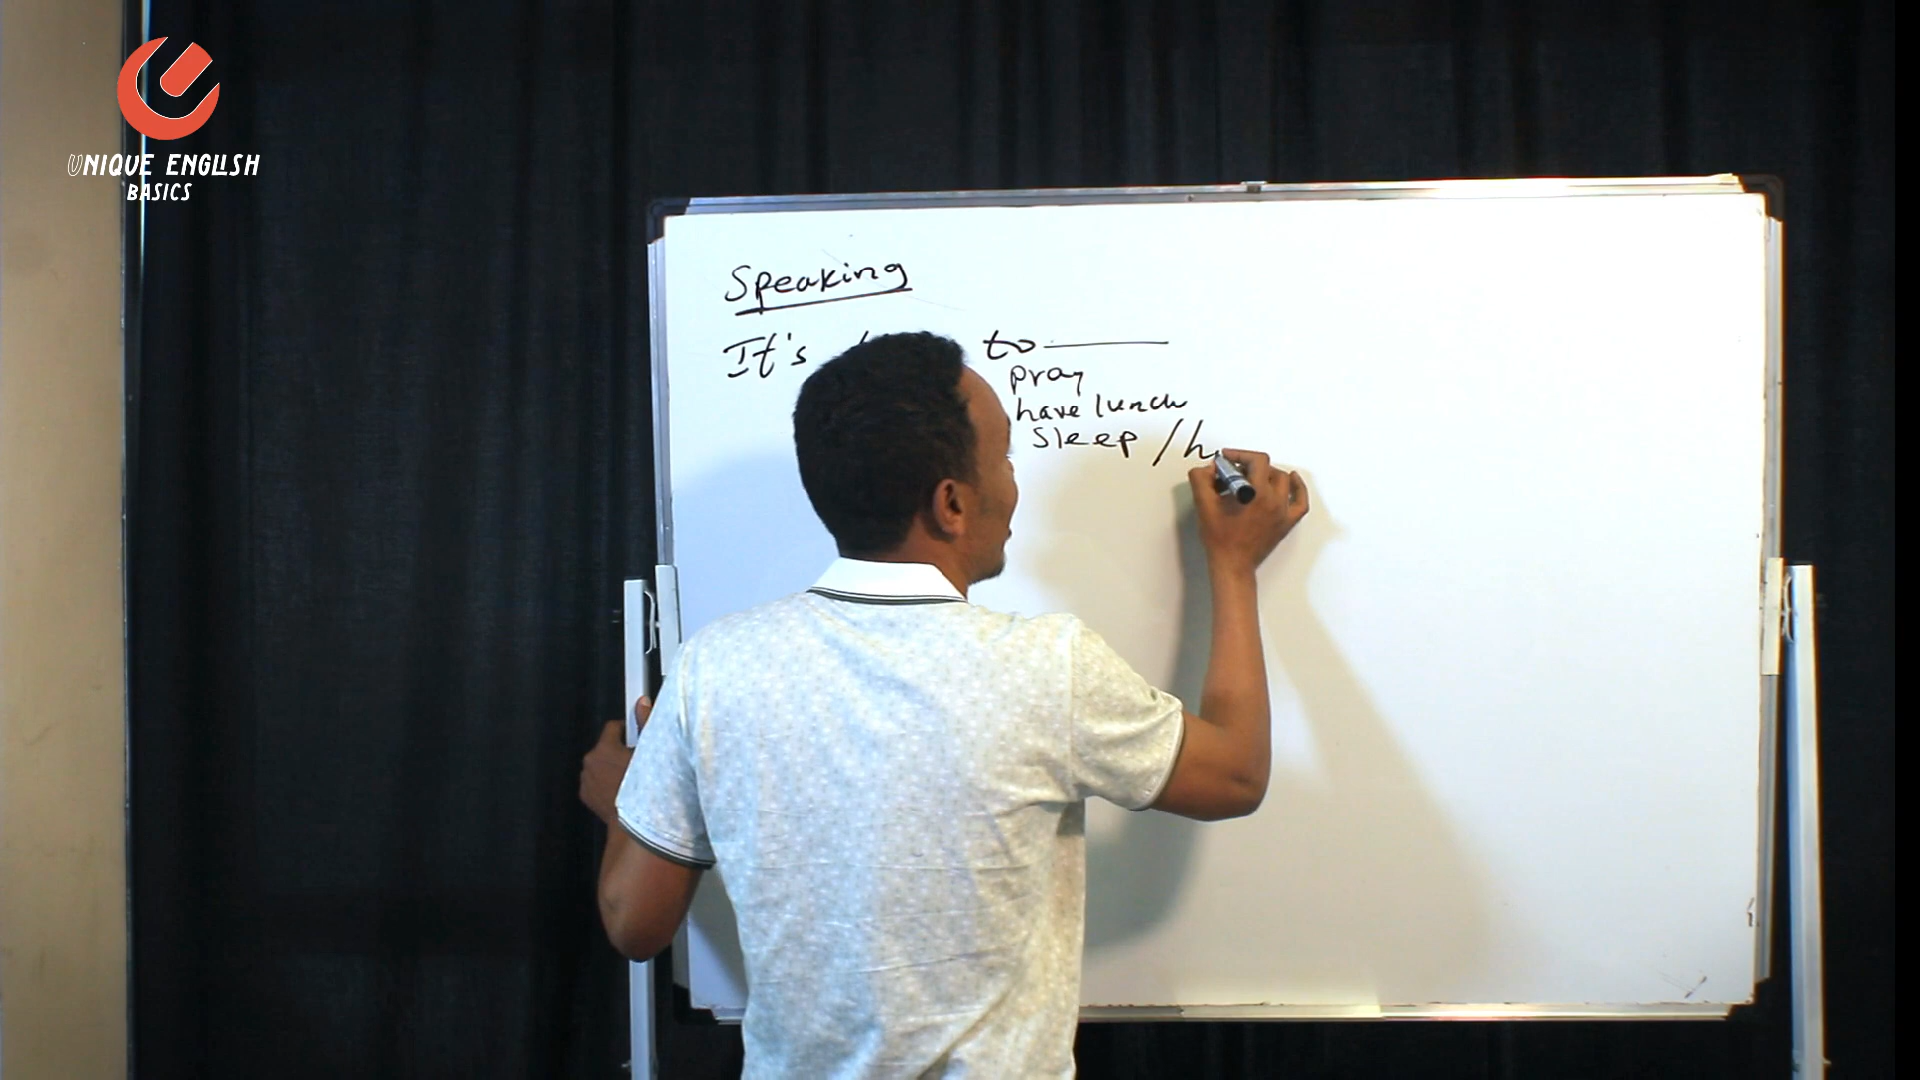 UNIQUE ENGLISH
BASICS
Speaking
It's to
pray
have lunch
sleep / h